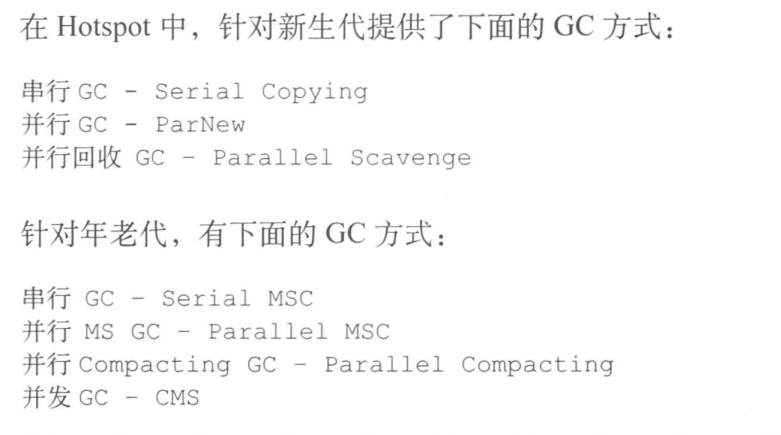 在 Hotspot 中，针对新生代提供了下面的 GC 方式：
串行 GC - Serial Copying
并行 GC - ParNew
并行回收 GC - Parallel Scavenge
针对年老代，有下面的 GC 方式：
串行 GC - Serial MSC
并行 MS GC - Parallel MSC
并行 Compacting GC - Parallel Compacting
并发 GC - CMS